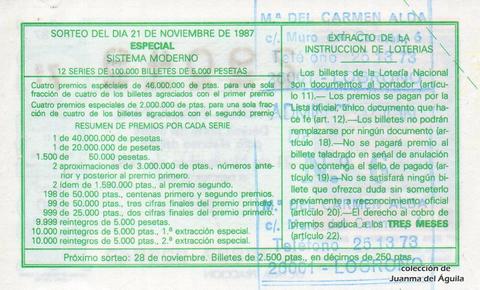 SORTEO DEL DIA 21 DE NOVIEMBRE DE 1987
ESPECIAL
SISTEMA MODERNO
12 SERIES DE 100.000 BILLETES DE 5.000 PESETAS
Cuatro premios especiales de 46.000.000 de ptas. para una sola
fracción de cuatro de los billetes agraciados con el primer premio
Cuatro premios especiales de 2.000.000 de ptas. para una sola frac-
ción de cuatro de los billetes agraciados con el segundo premio
RESUMEN DE PREMIOS POR CADA SERIE
1 de 40.000.000 de pesetas.
1 de 20.000.000 de pesetas.
1.500 de 50.000 pesetas.
2 aproximaciones de 3.000.000 de ptas., números ante-
rior y posterior al primer premio.
2 ídem de 1.590.000 ptas., al premio segundo.
198 de 50.000 ptas., centenas primero y segundo premios.
99 de 50.000 ptas., tres cifras finales del premio primero.
999 de 25.000 ptas., dos cifras finales del premio primero.
9.999 reintegros de 5.000 pesetas.
10.000 reintegros de 5.000 ptas., 1.ª extracción especial.
10.000 reintegros de 5.000 ptas., 2.ª extracción especial.
EXTRACTO DE LA
INSTRUCCION DE LOTERIAS
Los billetes de la Lotería Nacional
son documentos al portador (artícu-
lo 11).— Los premios se pagan por la
Lista oficial, único documento que ha-
ce fe (art. 12).—Los billetes no podrán
remplazarse por ningún documento (ar-
tículo 18).—No se pagará premio al
billete taladrado en señal de anulación
o que contenga el sello de pagado (ar-
tículo 19).—No se satisfará ningún bi-
llete que ofrezca duda sin someterlo
previamente a reconocimiento oficial
(artículo 20).—El derecho al cobro de
premios caduca a los TRES MESES
(artículo 22).
Próximo sorteo: 28 de noviembre. Billetes de 2.500 ptas., en décimos de 250 ptas.
Mª DEL CARMEN ALDA
c/. Muro
Teléfono 25 13 73
Teléfono 25 13 73
26001 - LOGROÑO
colección de
Juanma del Águila